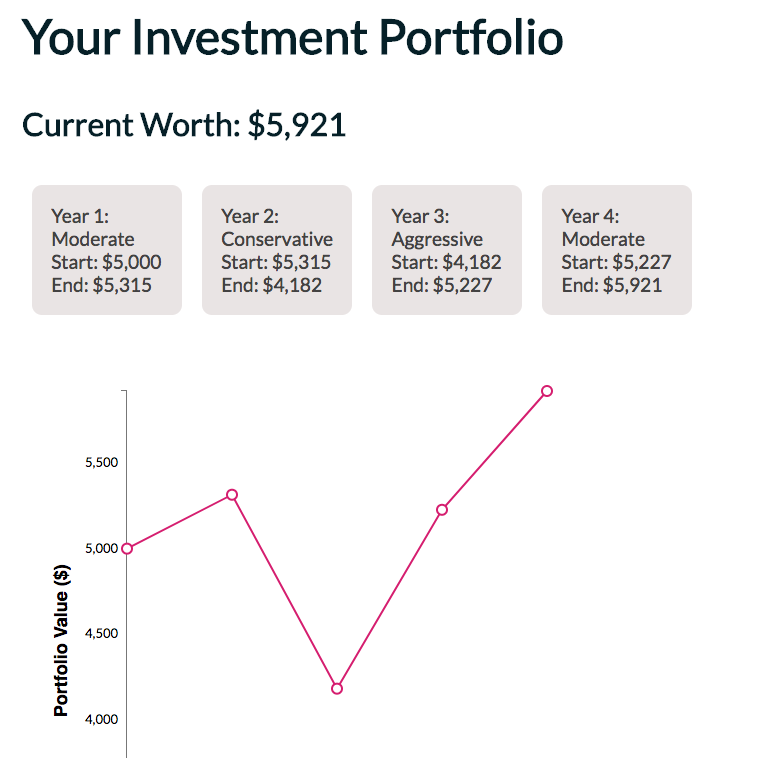 Your Investment Portfolio
Current Worth: $5,921
Year 1:
Moderate
Start: $5,000
End: $5,315
Year 2:
Conservative
Start: $5,315
End: $4,182
Year 3:
Aggressive
Start: $4,182
End: $5,227
Year 4:
Moderate
Start: $5,227
End: $5,921
5,500
5,000
4,500
4,000
Portfolio Value ($)